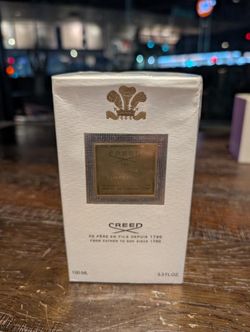 CREED
DE PÈRE EN FILS DEPUIS 1760
FROM FATHER TO SON SINCE 1760
100 ML
3.3 FL.OZ